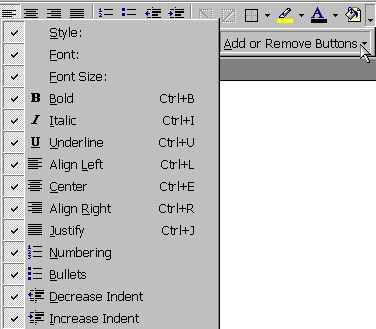 Add or Remove Buttons
Style:
Font:
Font Size:
B Bold Ctrl+B
I Italic Ctrl+I
U Underline Ctrl+U
Align Left Ctrl+L
Center Ctrl+E
Align Right Ctrl+R
Justify Ctrl+J
Numbering
Bullets
Decrease Indent
Increase Indent